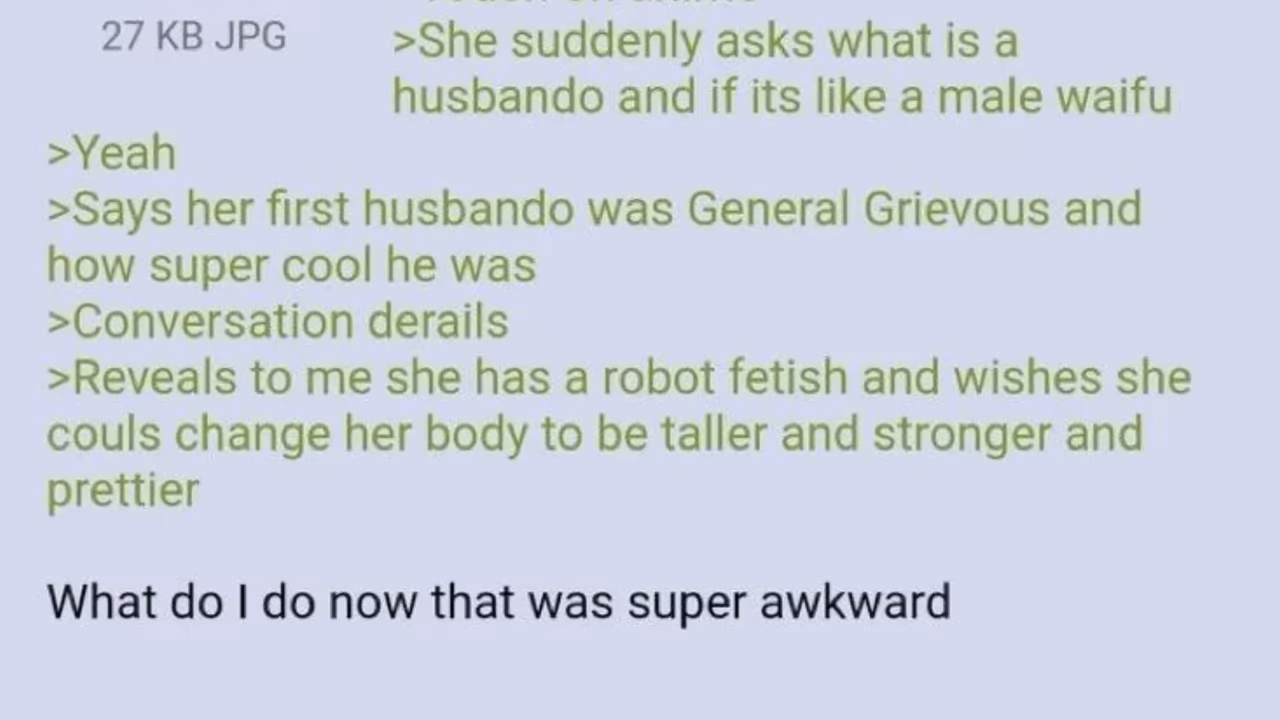 27 KB JPG
>She suddenly asks what is a
husbando and if its like a male waifu
>Yeah
>Says her first husbando was General Grievous and
how super cool he was
>Conversation derails
>Reveals to me she has a robot fetish and wishes she
couls change her body to be taller and stronger and
prettier
What do I do now that was super awkward